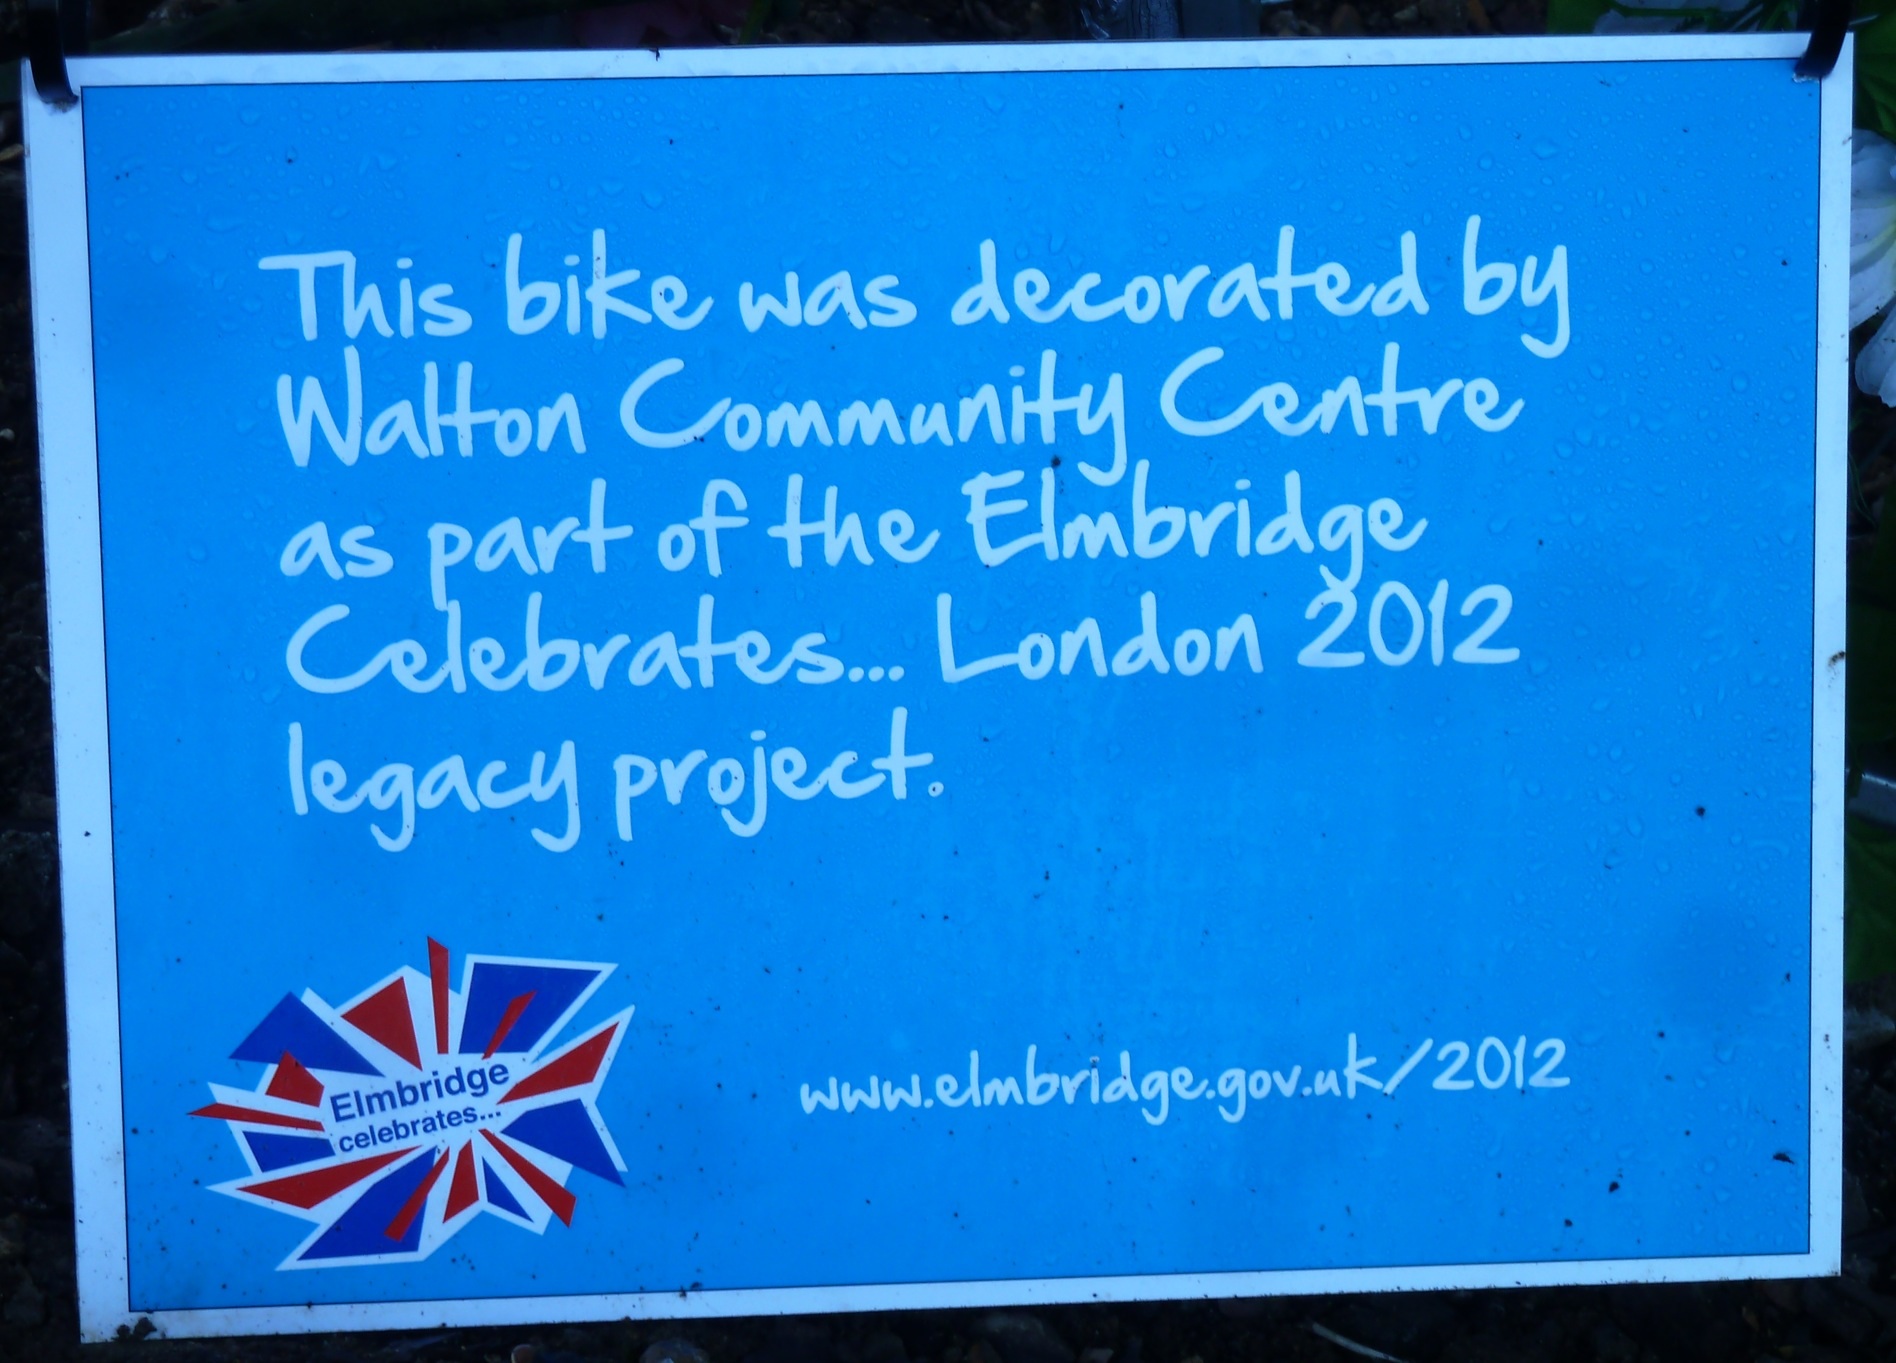 This bike was decorated by
Walton Community Centre
as part of the Elmbridge
Celebrates... London 2012
legacy project.
Elmbridge
celebrates...
www.elmbridge.gov.uk/2012